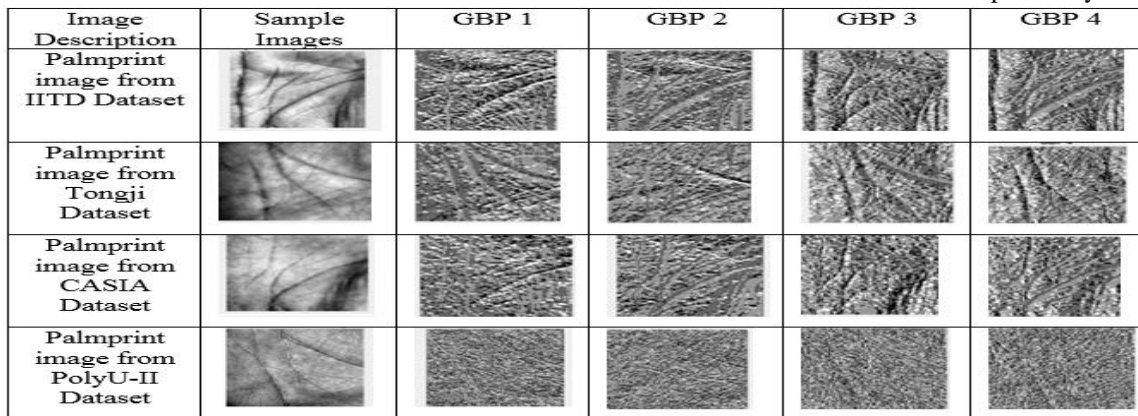 Image Description
Sample Images
GBP 1
GBP 2
GBP 3
GBP 4
Palmprint
image from
IITD Dataset
Palmprint
image from
Tongji
Dataset
Palmprint
image from
CASIA
Dataset
Palmprint
image from
PolyU-II
Dataset